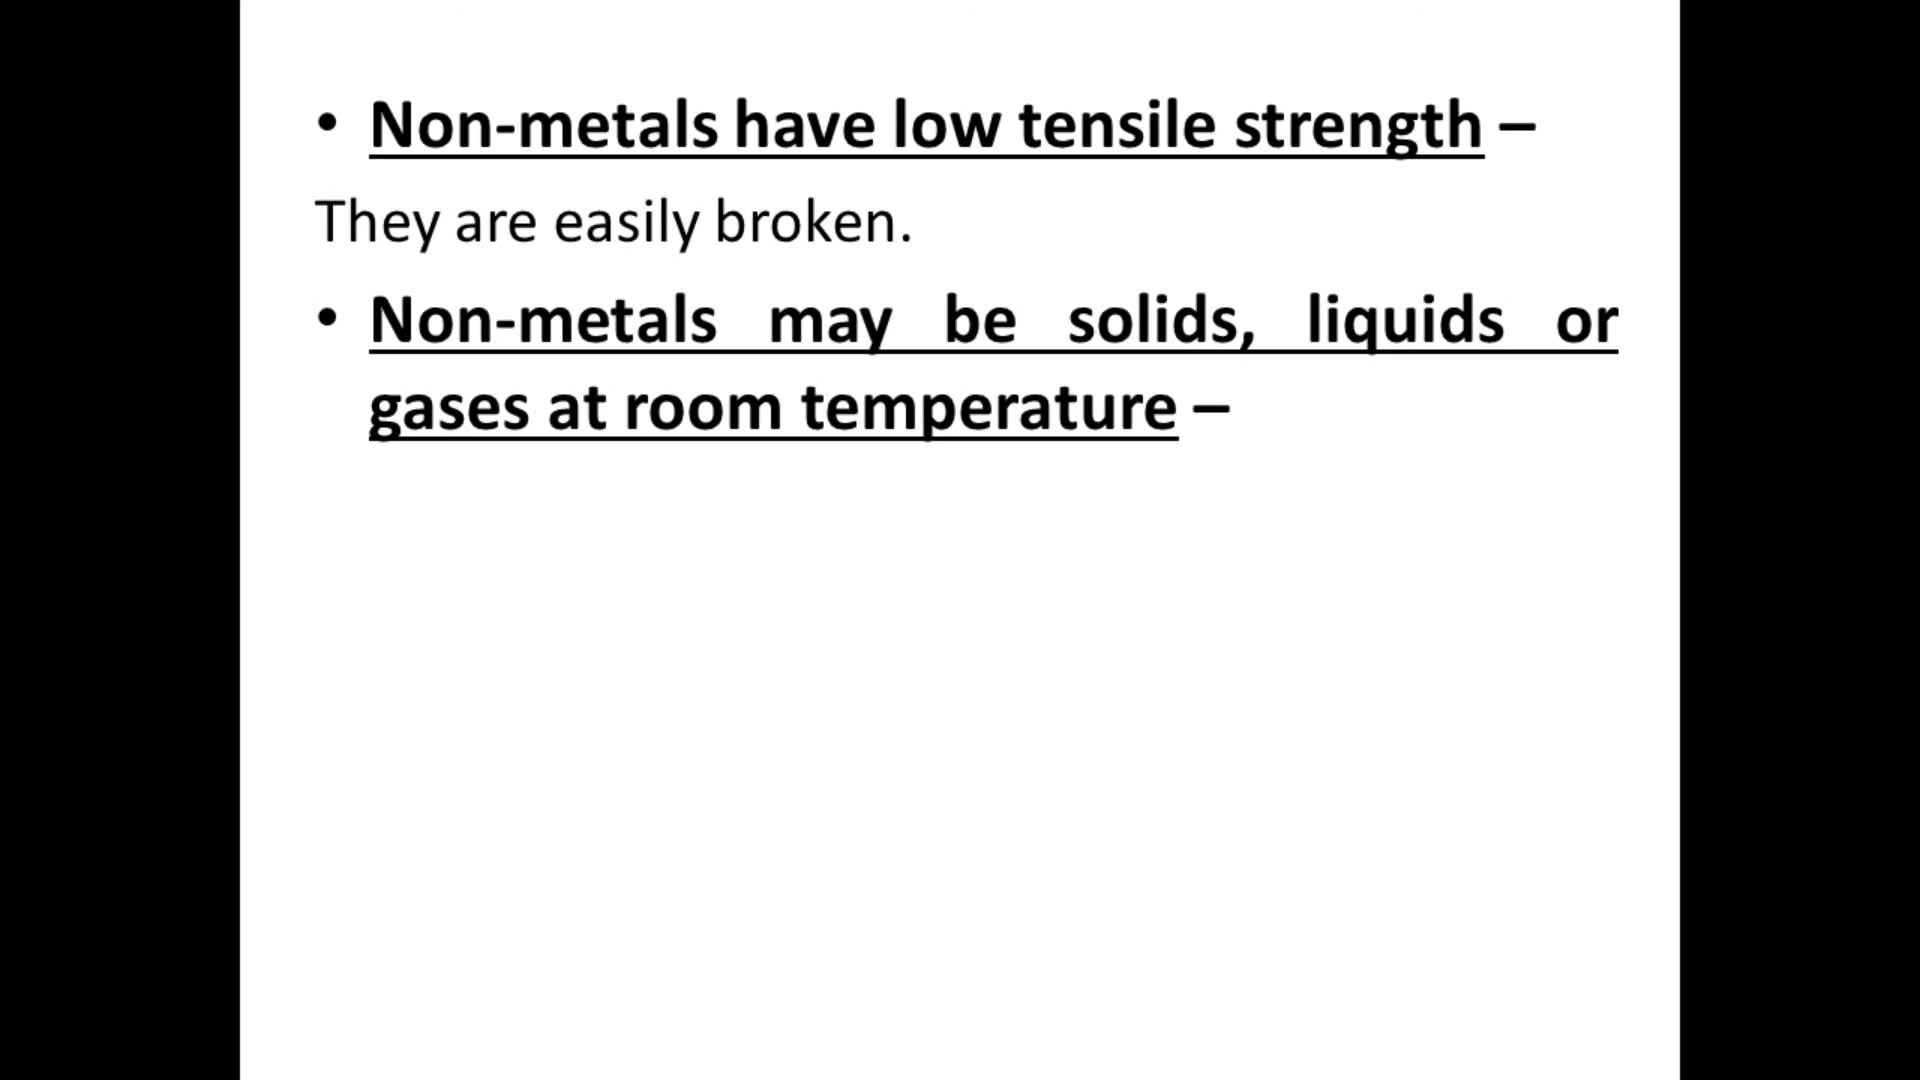 • Non-metals have low tensile strength –
They are easily broken.
• Non-metals may be solids, liquids or
gases at room temperature –